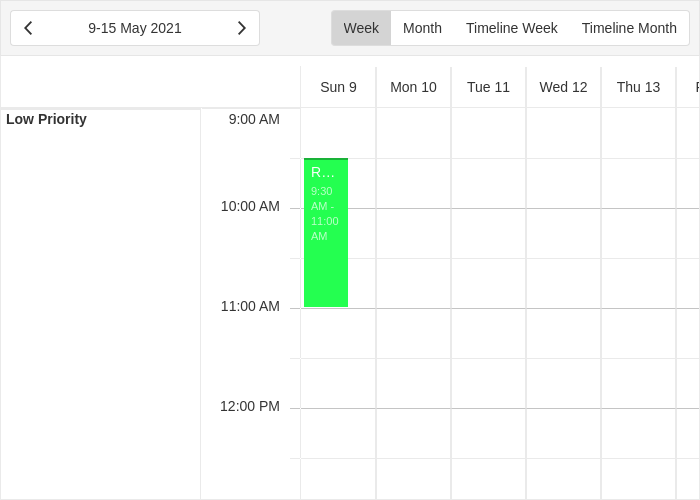 9-15 May 2021
Week Month Timeline Week Timeline Month
Sun 9 Mon 10 Tue 11 Wed 12 Thu 13
Low Priority
9:00 AM
R...
9:30
AM -
11:00
AM
10:00 AM
11:00 AM
12:00 PM